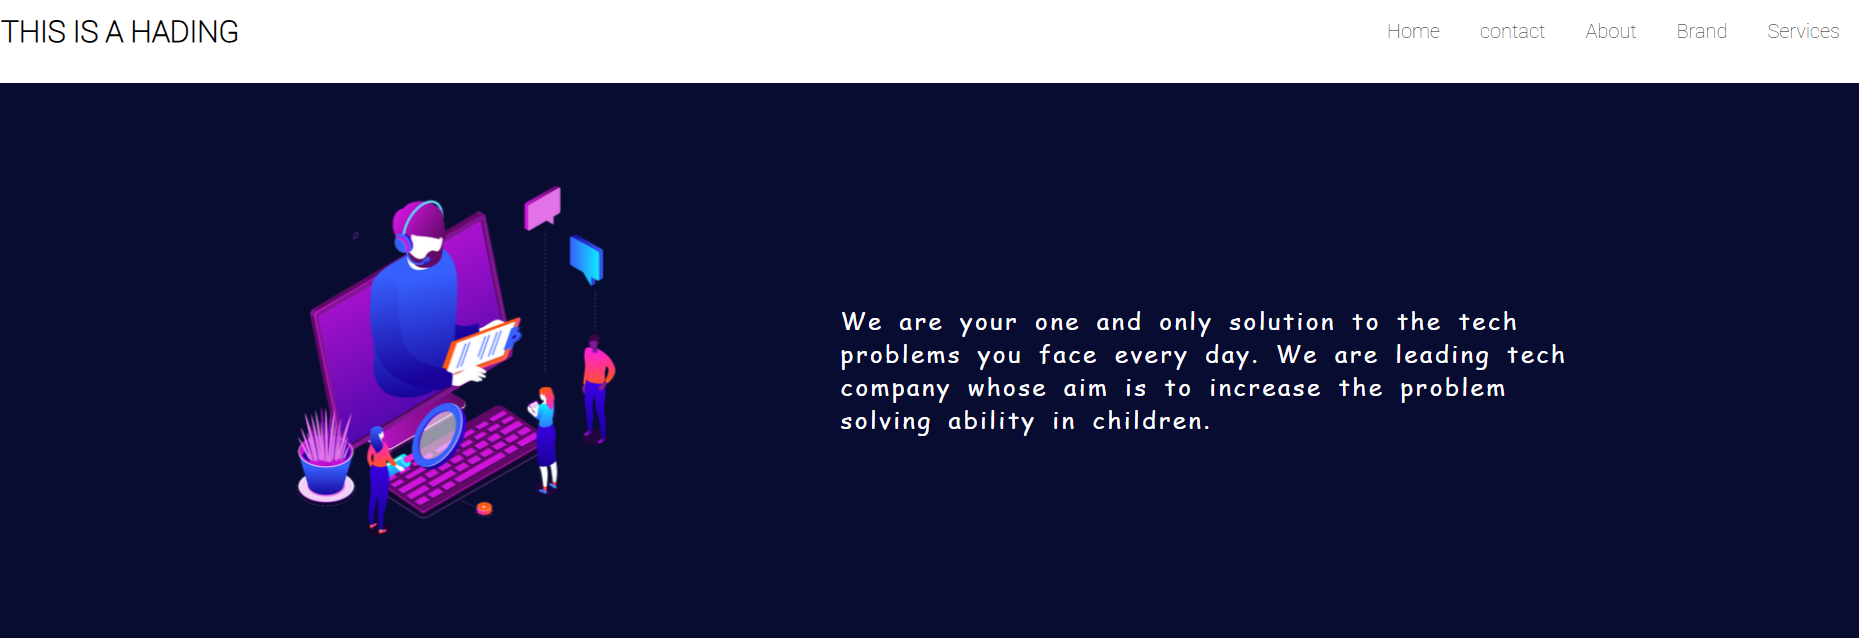 THIS IS A HADING
Home contact About Brand Services
We are your one and only solution to the tech
problems you face every day. We are leading tech
company whose aim is to increase the problem
solving ability in children.